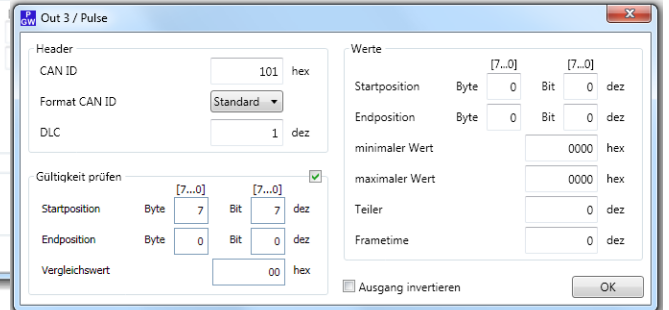 P GW Out 3 / Pulse
Header
CAN ID 101 hex
Format CAN ID Standard
DLC 1 dez
Gültigkeit prüfen
[7...0] [7...0]
Startposition Byte 7 Bit 7 dez
Endposition Byte 0 Bit 0 dez
Vergleichswert 00 hex
Werte
[7...0] [7...0]
Startposition Byte 0 Bit 0 dez
Endposition Byte 0 Bit 0 dez
minimaler Wert 0000 hex
maximaler Wert 0000 hex
Teiler 0 dez
Frametime 0 dez
Ausgang invertieren OK